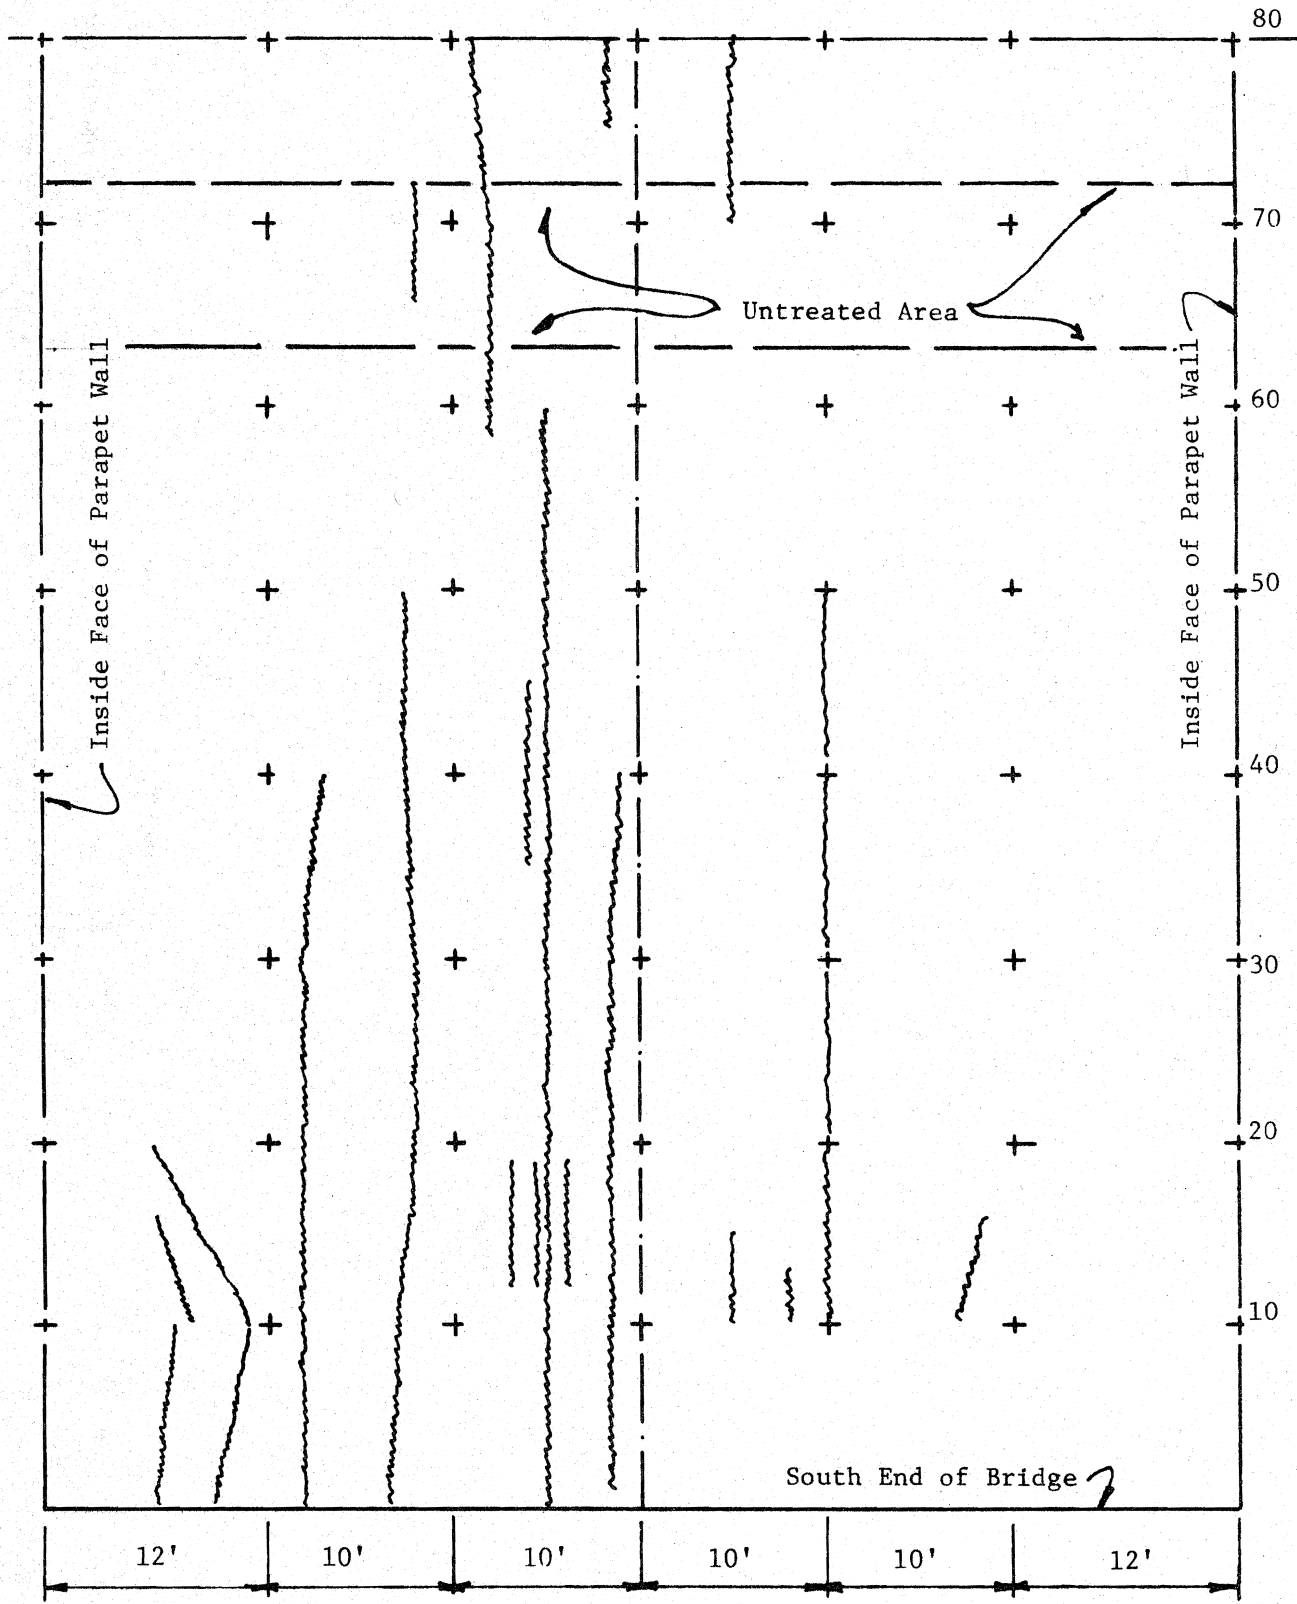 80
70
Untreated Area
Inside Face of Parapet Wall
Inside Face of Parapet Wall
60
50
40
30
20
10
South End of Bridge
12' 10' 10' 10' 10' 12'